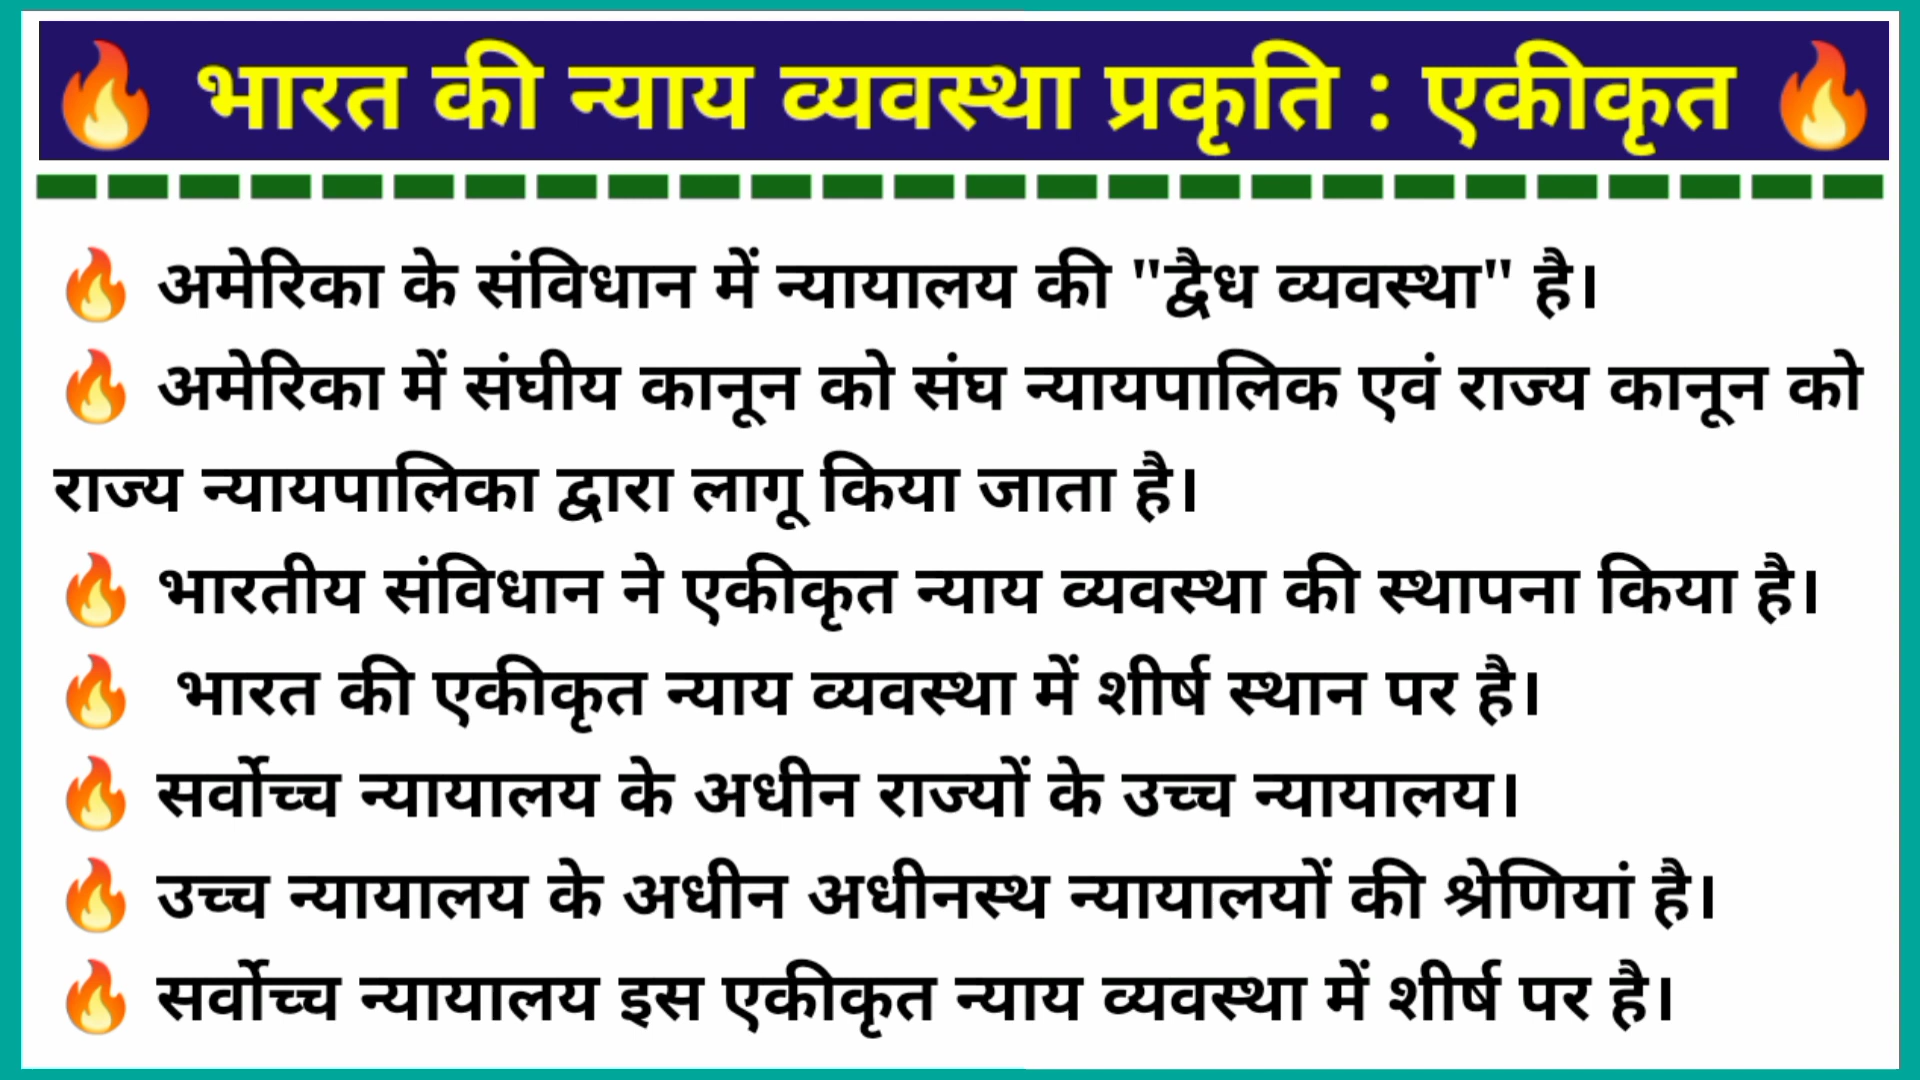 🔥 भारत की न्याय व्यवस्था प्रकृति : एकीकृत 🔥
🔥 अमेरिका के संविधान में न्यायालय की "द्वैध व्यवस्था" है।
🔥 अमेरिका में संघीय कानून को संघ न्यायपालिक एवं राज्य कानून को
राज्य न्यायपालिका द्वारा लागू किया जाता है।
🔥 भारतीय संविधान ने एकीकृत न्याय व्यवस्था की स्थापना किया है।
🔥 भारत की एकीकृत न्याय व्यवस्था में शीर्ष स्थान पर है।
🔥 सर्वोच्च न्यायालय के अधीन राज्यों के उच्च न्यायालय।
🔥 उच्च न्यायालय के अधीन अधीनस्थ न्यायालयों की श्रेणियां है।
🔥 सर्वोच्च न्यायालय इस एकीकृत न्याय व्यवस्था में शीर्ष पर है।